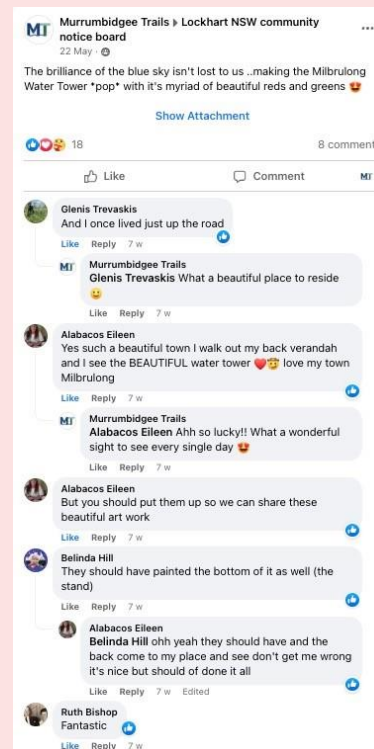 MT
Murrumbidgee Trails ▸ Lockhart NSW community
notice board
22 May ·
The brilliance of the blue sky isn't lost to us ..making the Milbrulong
Water Tower *pop* with it's myriad of beautiful reds and greens 😍
Show Attachment
18
8 comment
Like
Comment
MT
Glenis Trevaskis
And I once lived just up the road
Like Reply 7 w
MT
Murrumbidgee Trails
Glenis Trevaskis What a beautiful place to reside
🙂
Like Reply 7 w
Alabacos Eileen
Yes such a beautiful town I walk out my back verandah
and I see the BEAUTIFUL water tower ❤️🤠 love my town
Milbrulong
Like Reply 7 w
MT
Murrumbidgee Trails
Alabacos Eileen Ahh so lucky!! What a wonderful
sight to see every single day 😍
Like Reply 7 w
Alabacos Eileen
But you should put them up so we can share these
beautiful art work
Like Reply 7 w
Belinda Hill
They should have painted the bottom of it as well (the
stand)
Like Reply 7 w
Alabacos Eileen
Belinda Hill ohh yeah they should have and the
back come to my place and see don't get me wrong
it's nice but should of done it all
Like Reply 7 w Edited
Ruth Bishop
Fantastic
Like Reply 7 w